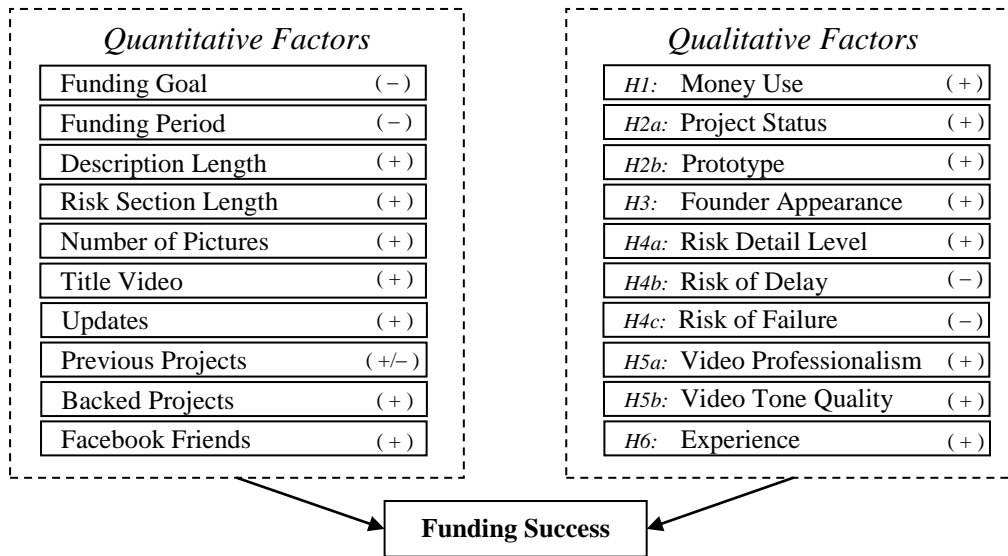 Quantitative Factors
Funding Goal (−)
Funding Period (−)
Description Length (+)
Risk Section Length (+)
Number of Pictures (+)
Title Video (+)
Updates (+)
Previous Projects (+/−)
Backed Projects (+)
Facebook Friends (+)
Qualitative Factors
H1: Money Use (+)
H2a: Project Status (+)
H2b: Prototype (+)
H3: Founder Appearance (+)
H4a: Risk Detail Level (+)
H4b: Risk of Delay (−)
H4c: Risk of Failure (−)
H5a: Video Professionalism (+)
H5b: Video Tone Quality (+)
H6: Experience (+)
Funding Success